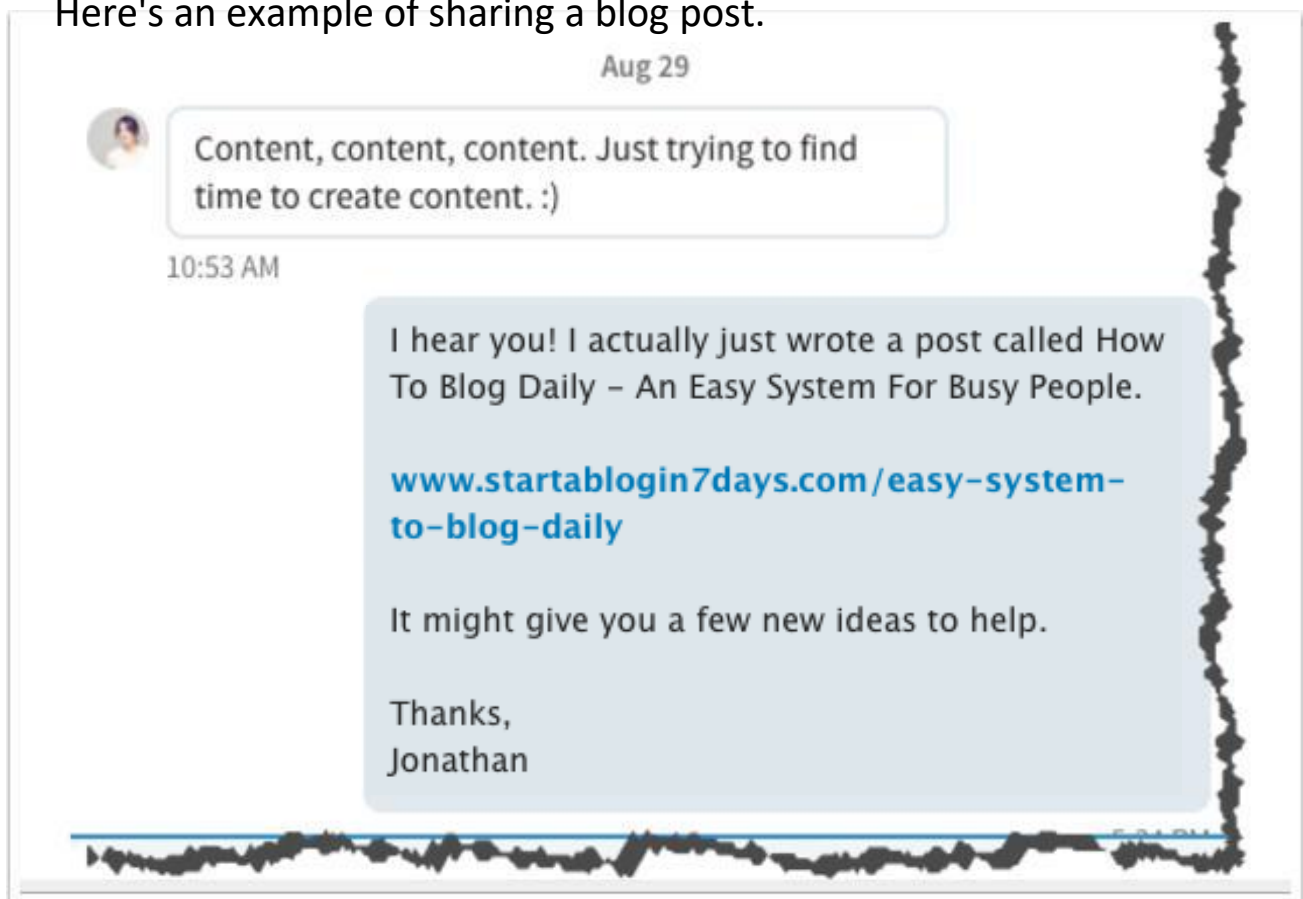 Here's an example of sharing a blog post.
Aug 29
Content, content, content. Just trying to find
time to create content. :)
10:53 AM
I hear you! I actually just wrote a post called How
To Blog Daily – An Easy System For Busy People.
www.startablogin7days.com/easy-system-
to-blog-daily
It might give you a few new ideas to help.
Thanks,
Jonathan